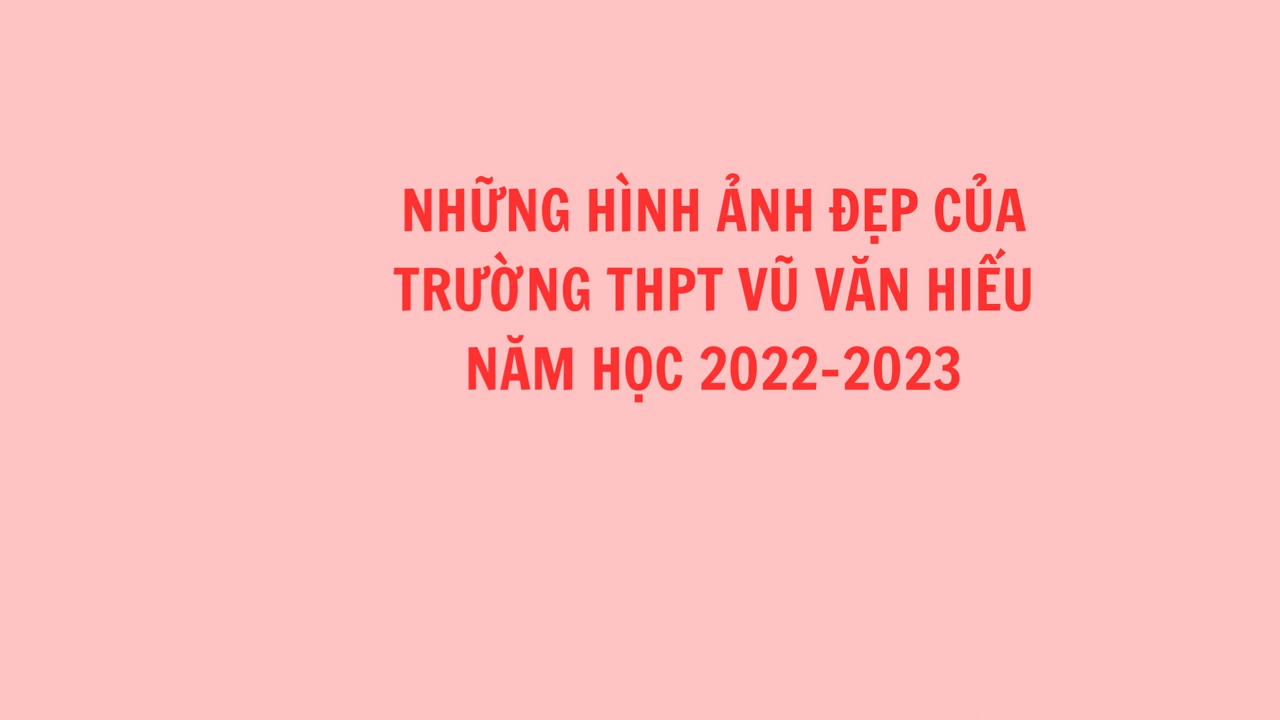 NHỮNG HÌNH ẢNH ĐẸP CỦA
TRƯỜNG THPT VŨ VĂN HIẾU
NĂM HỌC 2022-2023